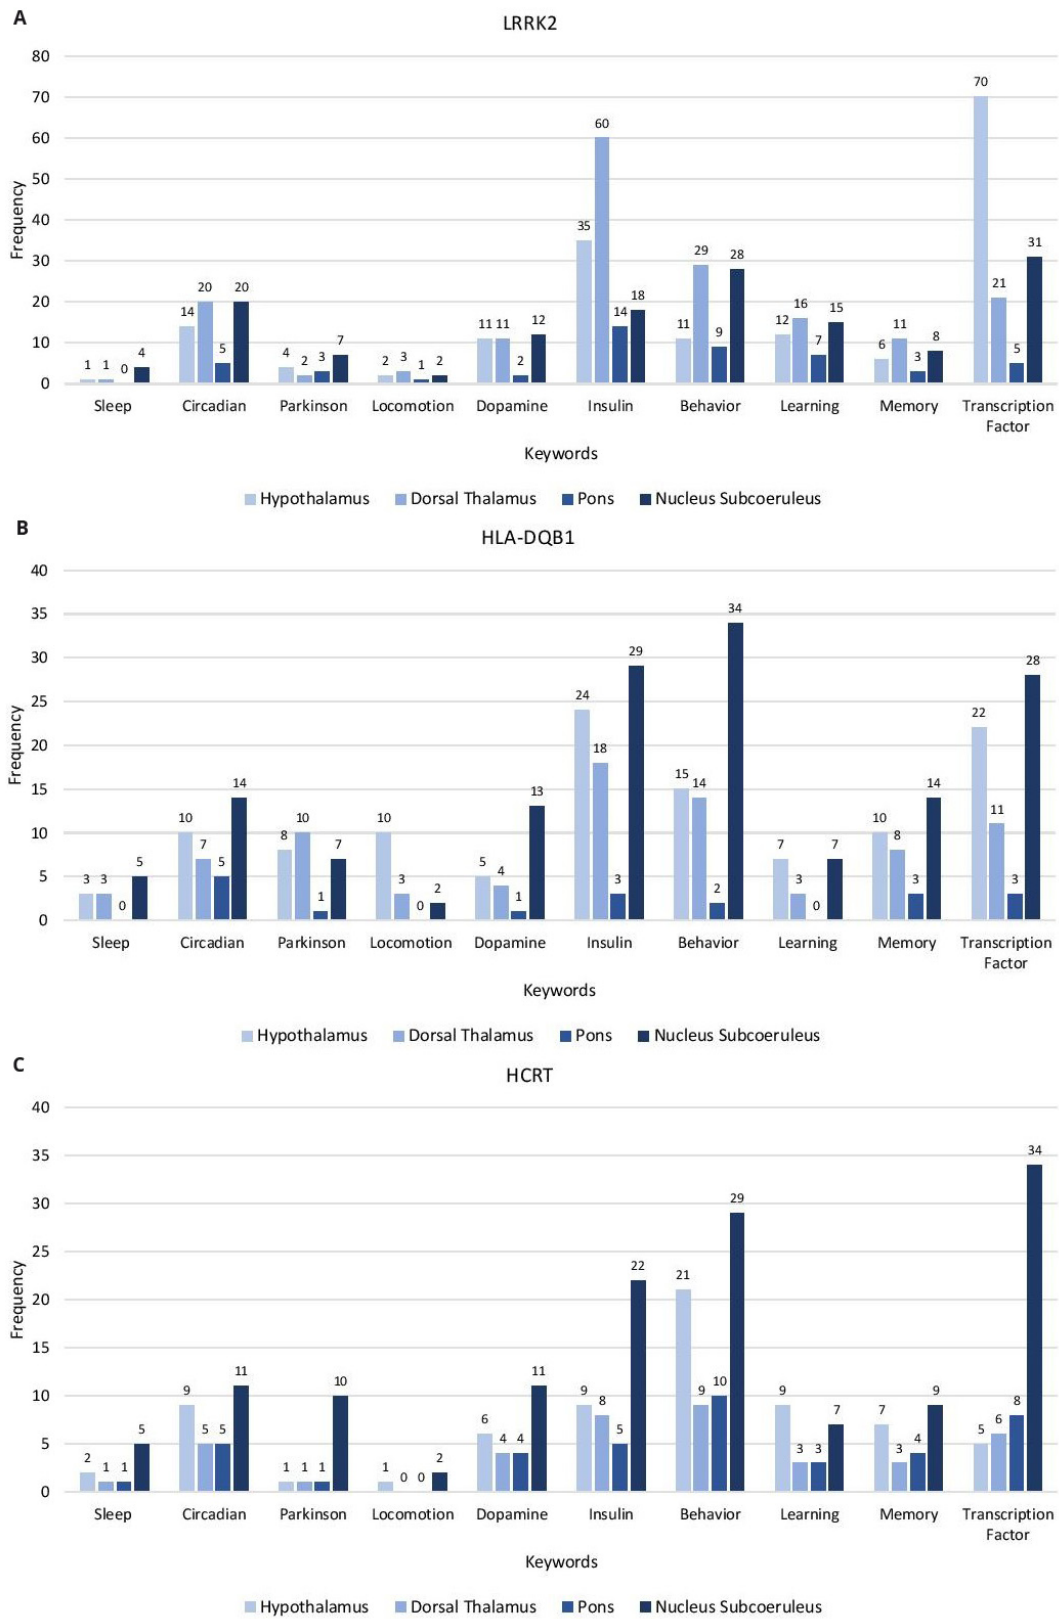 A
LRRK2
80
70
60
50
40
30
20
10
0
Frequency
1 1 0 4
14 20 5 20
4 2 3 7
2 3 1 2
11 11 2 12
35 60 14 18
11 29 9 28
12 16 7 15
6 11 3 8
70 21 5 31
Sleep Circadian Parkinson Locomotion Dopamine Insulin Behavior Learning Memory Transcription
Factor
Keywords
Hypothalamus Dorsal Thalamus Pons Nucleus Subcoeruleus
B
HLA-DQB1
40
35
30
25
20
15
10
5
0
Frequency
3 3 0 5
10 7 5 14
8 10 1 7
10 3 0 2
5 4 1 13
24 18 3 29
15 14 2 34
7 3 0 7
10 8 3 14
22 11 3 28
Sleep Circadian Parkinson Locomotion Dopamine Insulin Behavior Learning Memory Transcription
Factor
Keywords
Hypothalamus Dorsal Thalamus Pons Nucleus Subcoeruleus
C
HCRT
40
35
30
25
20
15
10
5
0
Frequency
2 1 1 5
9 5 5 11
1 1 1 10
1 0 0 2
6 4 4 11
9 8 5 22
21 9 10 29
9 3 3 7
7 3 4 9
5 6 8 34
Sleep Circadian Parkinson Locomotion Dopamine Insulin Behavior Learning Memory Transcription
Factor
Keywords
Hypothalamus Dorsal Thalamus Pons Nucleus Subcoeruleus